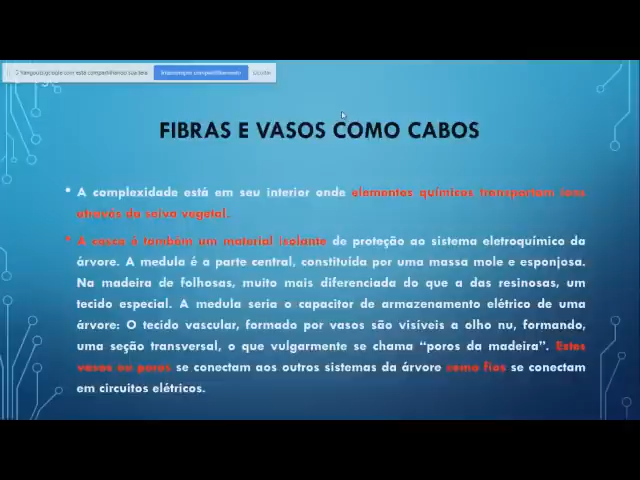 está compartilhando sua tela
Interromper compartilhamento
Ocultar
FIBRAS E VASOS COMO CABOS
• A complexidade está em seu interior onde elementos químicos transportam íons
através da seiva vegetal.
• A casca é também um material isolante de proteção ao sistema eletroquímico da
árvore. A medula é a parte central, constituída por uma massa mole e esponjosa.
Na madeira de folhosas, muito mais diferenciada do que a das resinosas, um
tecido especial. A medula seria o capacitor de armazenamento elétrico de uma
árvore: O tecido vascular, formado por vasos são visíveis a olho nu, formando,
uma seção transversal, o que vulgarmente se chama “poros da madeira”. Estes
vasos ou poros se conectam aos outros sistemas da árvore como fios se conectam
em circuitos elétricos.